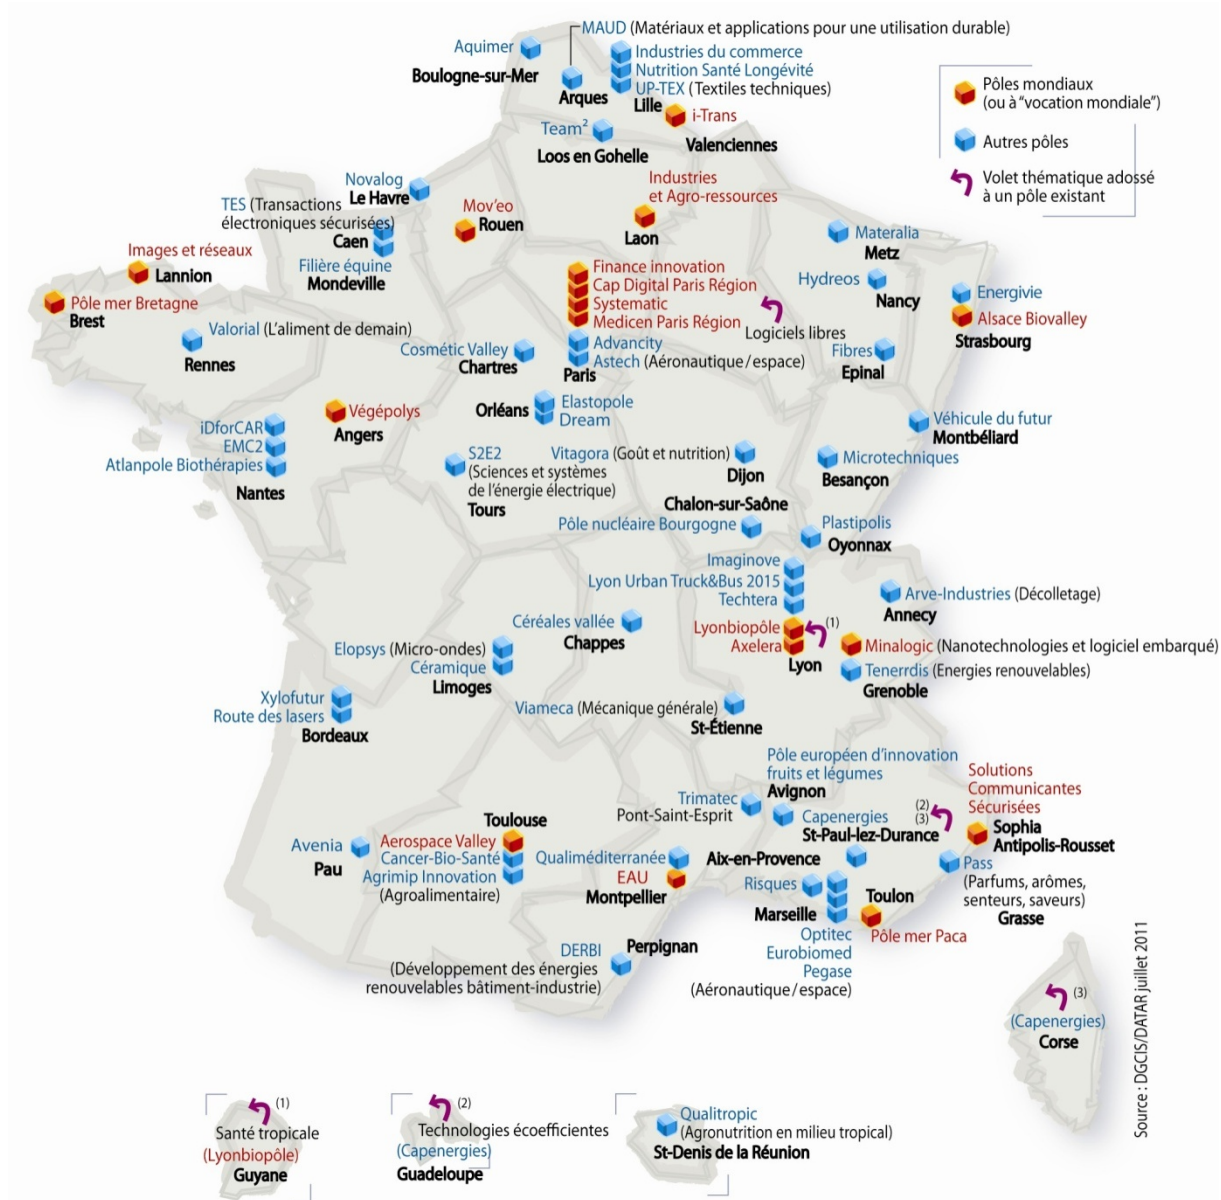 MAUD (Matériaux et applications pour une utilisation durable)
Aquimer
Boulogne-sur-Mer
Arques
Industries du commerce
Nutrition Santé Longévité
UP-TEX (Textiles techniques)
Lille
i-Trans
Valenciennes
Team²
Loos en Gohelle
Pôles mondiaux
(ou à “vocation mondiale”)
Autres pôles
Volet thématique adossé
à un pôle existant
Novalog
Le Havre
TES (Transactions
électroniques sécurisées)
Caen
Filière équine
Mondeville
Mov’eo
Rouen
Industries
et Agro-ressources
Laon
Materalia
Metz
Images et réseaux
Lannion
Pôle mer Bretagne
Brest
Valorial (L’aliment de demain)
Rennes
Finance innovation
Cap Digital Paris Région
Systematic
Medicen Paris Région
Logiciels libres
Advancity
Astech (Aéronautique/espace)
Paris
Hydreos
Nancy
Energivie
Alsace Biovalley
Strasbourg
Fibres
Epinal
Cosmétic Valley
Chartres
Végépolys
Angers
Orléans
Elastopole
Dream
Véhicule du futur
Montbéliard
iDforCAR
EMC2
Atlanpole Biothérapies
Nantes
S2E2
(Sciences et systèmes
de l’énergie électrique)
Tours
Vitagora (Goût et nutrition)
Dijon
Microtechniques
Besançon
Chalon-sur-Saône
Pôle nucléaire Bourgogne
Plastipolis
Oyonnax
Imaginove
Lyon Urban Truck&Bus 2015
Techtera
Lyonbiopôle
(1)
Axelera
Lyon
Arve-Industries (Décolletage)
Annecy
Minalogic (Nanotechnologies et logiciel embarqué)
Tenerrdis (Energies renouvelables)
Grenoble
Céréales vallée
Chappes
Elopsys (Micro-ondes)
Céramique
Limoges
Xylofutur
Route des lasers
Bordeaux
Viameca (Mécanique générale)
St-Étienne
Pôle européen d’innovation
fruits et légumes
Avignon
Trimatec
Pont-Saint-Esprit
Capenergies
(2)
(3)
St-Paul-lez-Durance
Solutions
Communicantes
Sécurisées
Sophia
Antipolis-Rousset
Toulouse
Aerospace Valley
Cancer-Bio-Santé
Agrimip Innovation
(Agroalimentaire)
Avenia
Pau
Qualiméditerranée
EAU
Montpellier
Aix-en-Provence
Risques
Marseille
Optitec
Eurobiomed
Pegase
(Aéronautique/espace)
Toulon
Pôle mer Paca
Pass
(Parfums, arômes,
senteurs, saveurs)
Grasse
DERBI
Perpignan
(Développement des énergies
renouvelables bâtiment-industrie)
(3)
(Capenergies)
Corse
Source : DGCIS/DATAR juillet 2011
(1)
Santé tropicale
(Lyonbiopôle)
Guyane
(2)
Technologies écoefficientes
(Capenergies)
Guadeloupe
Qualitropic
(Agronutrition en milieu tropical)
St-Denis de la Réunion